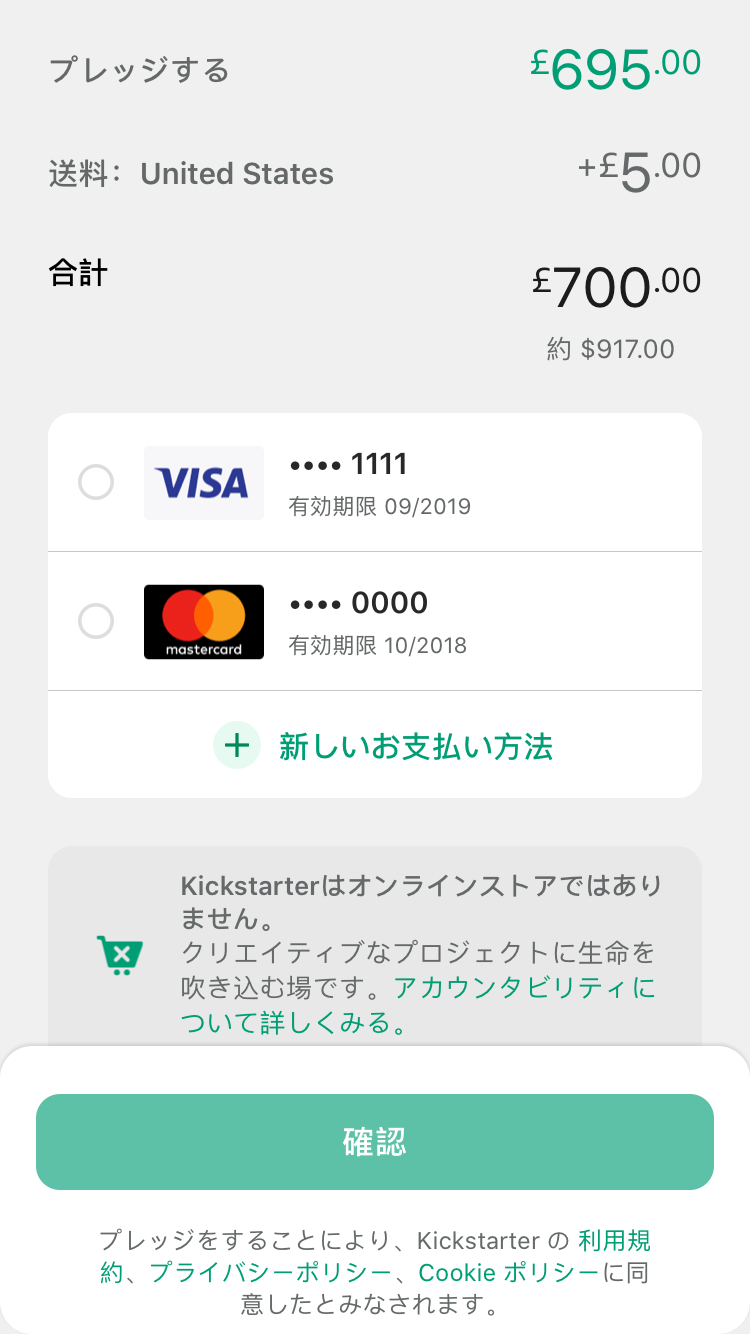 プレッジする £695.00
送料： United States +£5.00
合計 £700.00
約 $917.00
VISA •••• 1111
有効期限 09/2019
•••• 0000
mastercard 有効期限 10/2018
+ 新しいお支払い方法
Kickstarterはオンラインストアではあり
ません。
クリエイティブなプロジェクトに生命を
吹き込む場です。アカウンタビリティに
ついて詳しくみる。
確認
プレッジをすることにより、Kickstarter の 利用規
約、プライバシーポリシー、Cookie ポリシーに同
意したとみなされます。